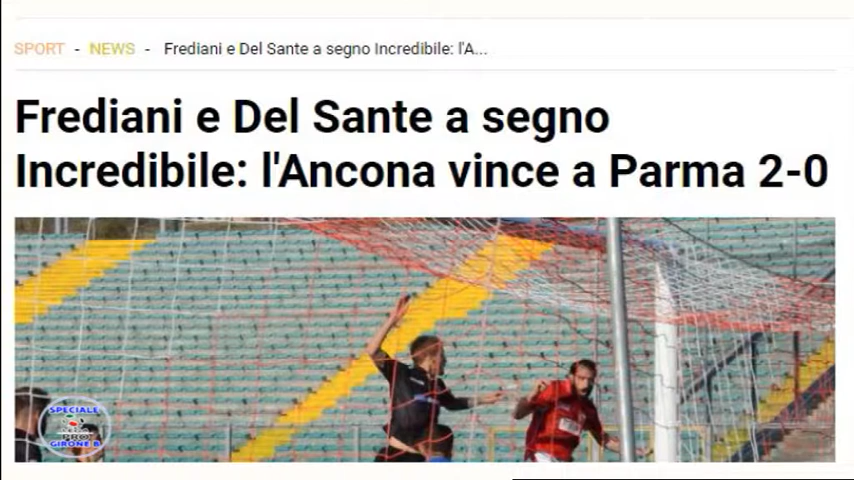 SPORT - NEWS - Frediani e Del Sante a segno Incredibile: l'A...
Frediani e Del Sante a segno
Incredibile: l'Ancona vince a Parma 2-0
SPECIALE
PRO
GIRONE B